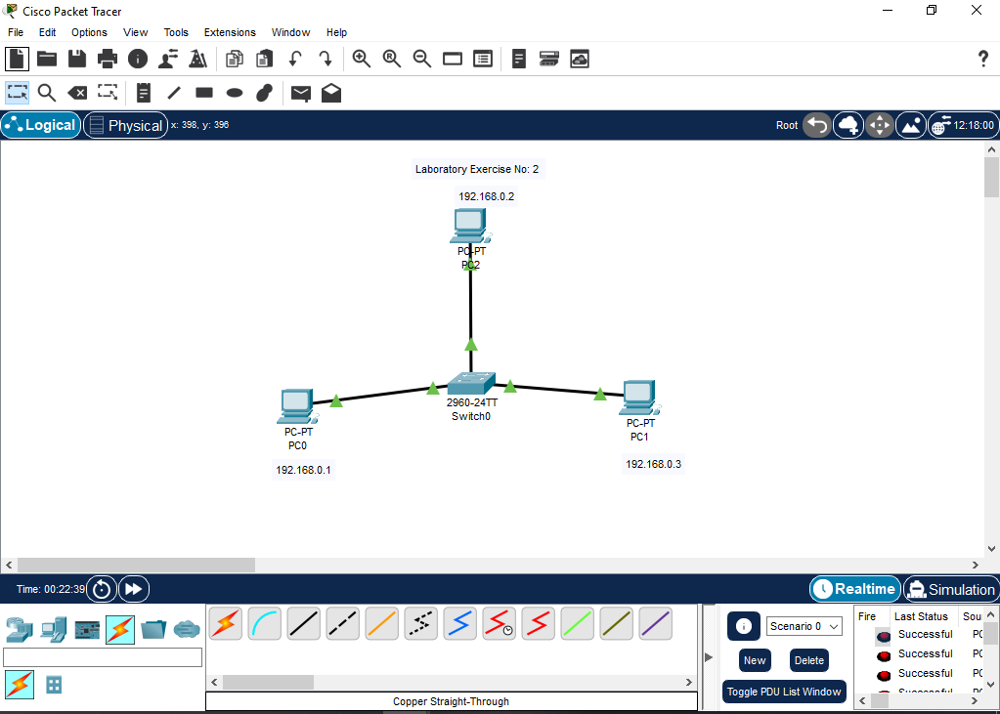 Cisco Packet Tracer
File Edit Options View Tools Extensions Window Help
?
Logical Physical x: 398, y: 396 Root 12:18:00
Laboratory Exercise No: 2
192.168.0.2
PC-PT
PC2
2960-24TT
Switch0
PC-PT
PC0
192.168.0.1
PC-PT
PC1
192.168.0.3
Time: 00:22:39 Realtime Simulation
Scenario 0
New Delete
Toggle PDU List Window
Fire Last Status Sou
Successful PC
Successful PC
Successful PC
Successful PC
Copper Straight-Through